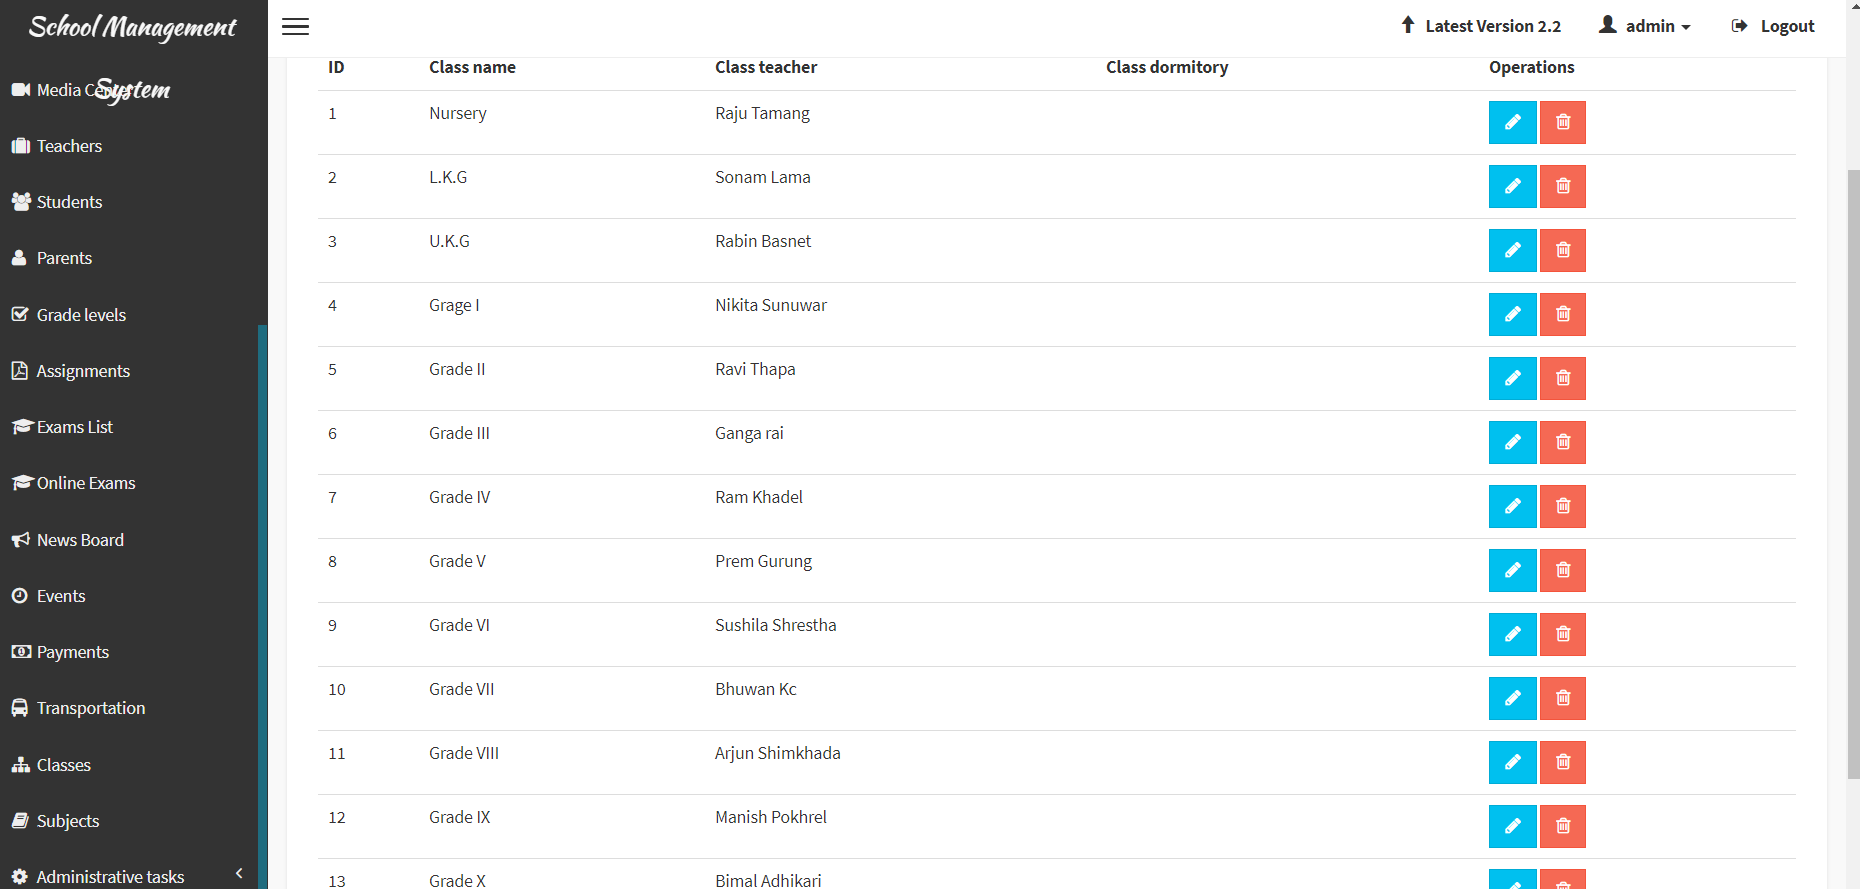 School Management
System
Media Center
Teachers
Students
Parents
Grade levels
Assignments
Exams List
Online Exams
News Board
Events
Payments
Transportation
Classes
Subjects
Administrative tasks
Latest Version 2.2 admin Logout
ID Class name Class teacher Class dormitory Operations
1 Nursery Raju Tamang
2 L.K.G Sonam Lama
3 U.K.G Rabin Basnet
4 Grage I Nikita Sunuwar
5 Grade II Ravi Thapa
6 Grade III Ganga rai
7 Grade IV Ram Khadel
8 Grade V Prem Gurung
9 Grade VI Sushila Shrestha
10 Grade VII Bhuwan Kc
11 Grade VIII Arjun Shimkhada
12 Grade IX Manish Pokhrel
13 Grade X Bimal Adhikari